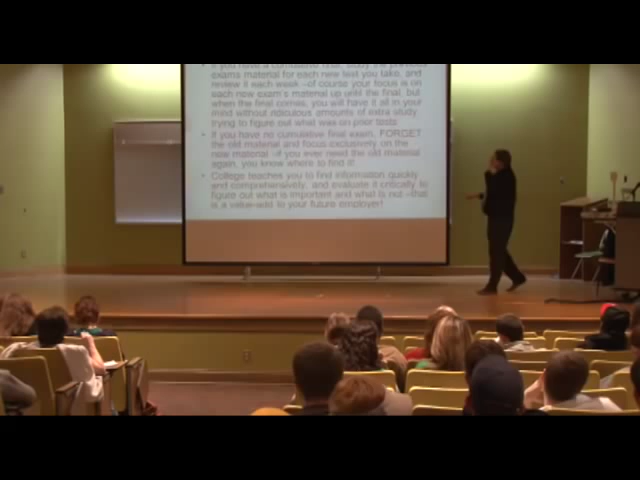 • If you have a cumulative final, study the previous
exams material for each new test you take, and
review it each week –of course your focus is on
each new exam's material up until the final, but
when the final comes, you will have it all in your
mind without ridiculous amounts of extra study
trying to figure out what was on prior tests
• If you have no cumulative final exam, FORGET
the old material and focus exclusively on the
new material –if you ever need the old material
again, you know where to find it!
• College teaches you to find information quickly
and comprehensively, and evaluate it critically to
figure out what is important and what is not –that
is a value-add to your future employer!